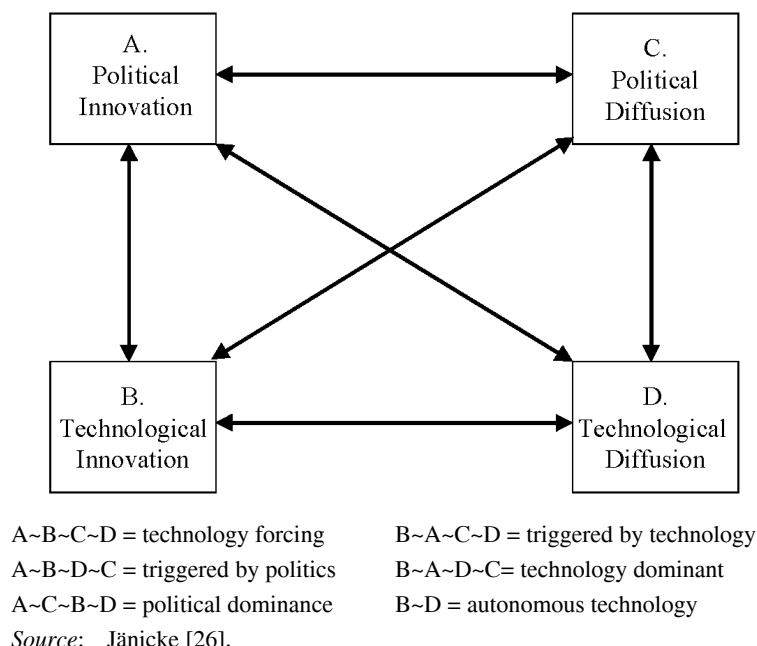 A.
Political
Innovation
C.
Political
Diffusion
B.
Technological
Innovation
D.
Technological
Diffusion
A~B~C~D = technology forcing
B~A~C~D = triggered by technology
A~B~D~C = triggered by politics
B~A~D~C= technology dominant
A~C~B~D = political dominance
B~D = autonomous technology
Source: Jänicke [26].